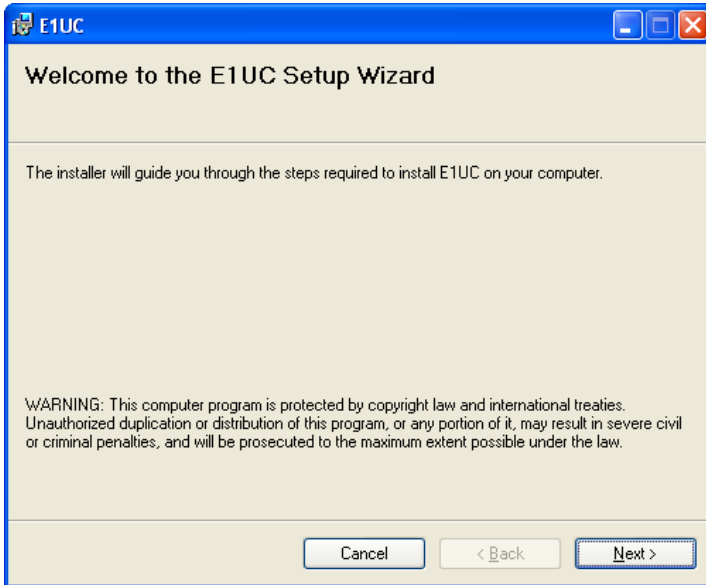 E1UC
Welcome to the E1UC Setup Wizard
The installer will guide you through the steps required to install E1UC on your computer.
WARNING: This computer program is protected by copyright law and international treaties.
Unauthorized duplication or distribution of this program, or any portion of it, may result in severe civil
or criminal penalties, and will be prosecuted to the maximum extent possible under the law.
Cancel < Back Next >